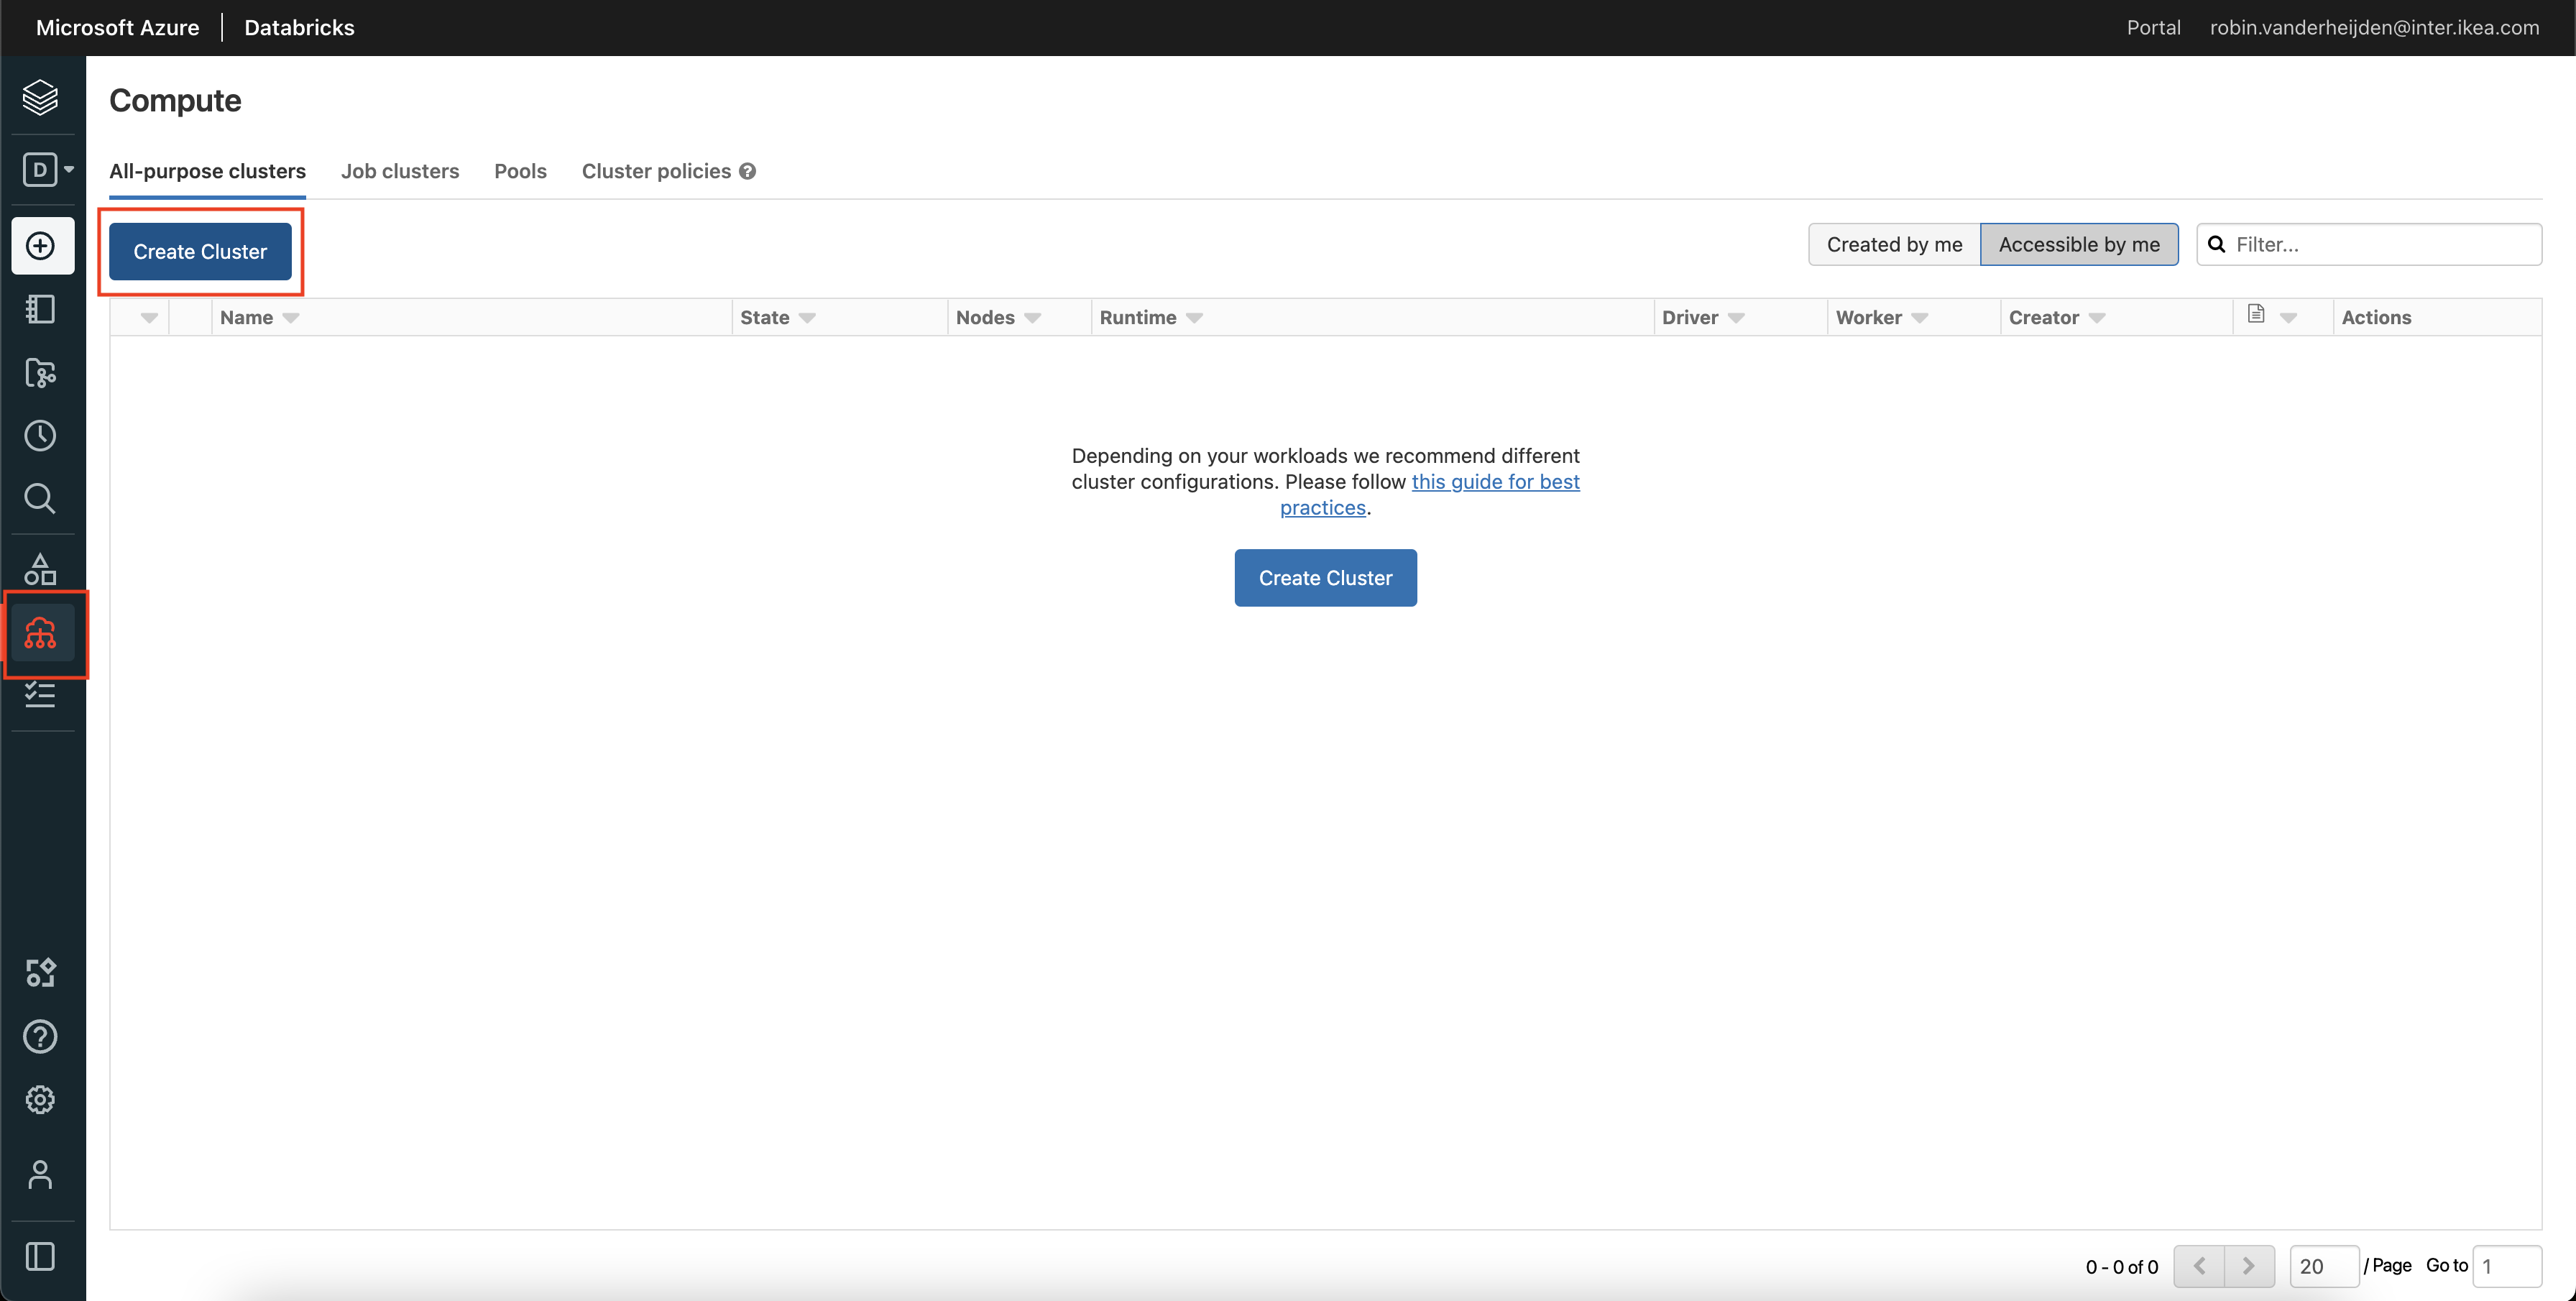 Microsoft Azure | Databricks
Portal robin.vanderheijden@inter.ikea.com
Compute
D
All-purpose clusters Job clusters Pools Cluster policies ?
Create Cluster
Created by me Accessible by me Filter...
Name State Nodes Runtime Driver Worker Creator Actions
Depending on your workloads we recommend different
cluster configurations. Please follow this guide for best
practices.
Create Cluster
?
0 - 0 of 0 20 / Page Go to 1